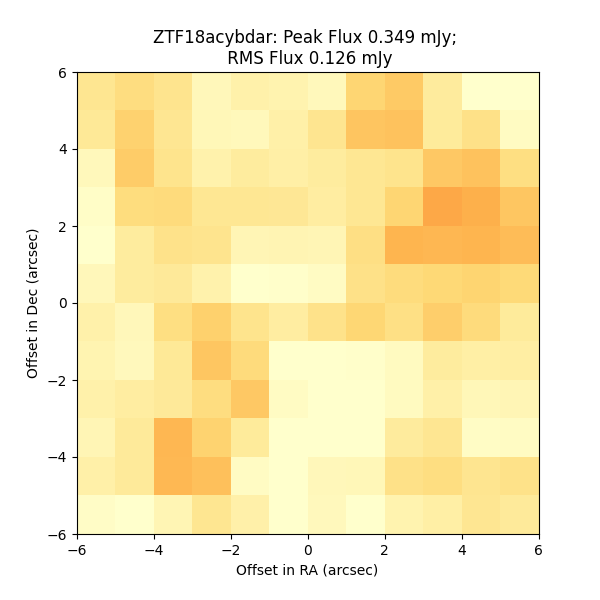 ZTF18acybdar: Peak Flux 0.349 mJy;
RMS Flux 0.126 mJy
6
4
2
0
−2
−4
−6
Offset in Dec (arcsec)
−6 −4 −2 0 2 4 6
Offset in RA (arcsec)